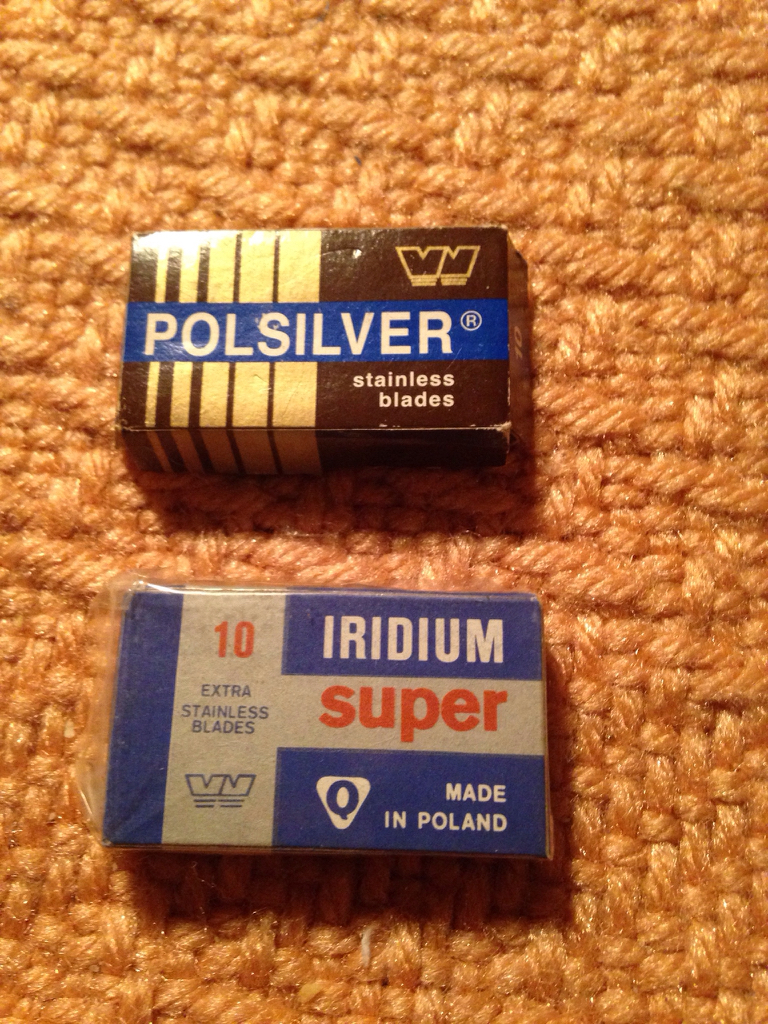 POLSILVER®
stainless
blades
10
EXTRA
STAINLESS
BLADES
IRIDIUM
super
Q
MADE
IN POLAND